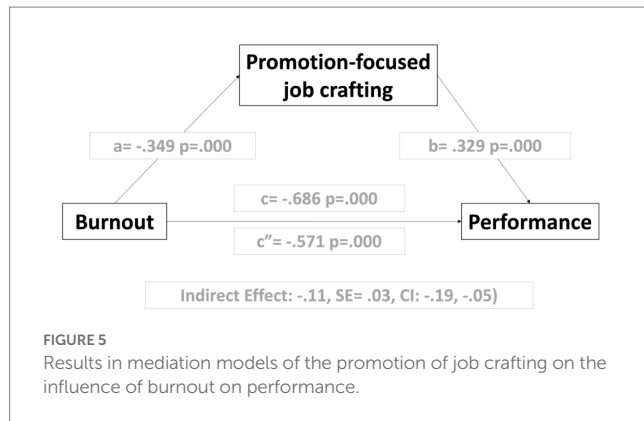 Promotion-focused
job crafting
a= -.349 p=.000
b= .329 p=.000
c= -.686 p=.000
Burnout
Performance
c”= -.571 p=.000
Indirect Effect: -.11, SE= .03, CI: -.19, -.05)
FIGURE 5
Results in mediation models of the promotion of job crafting on the
influence of burnout on performance.